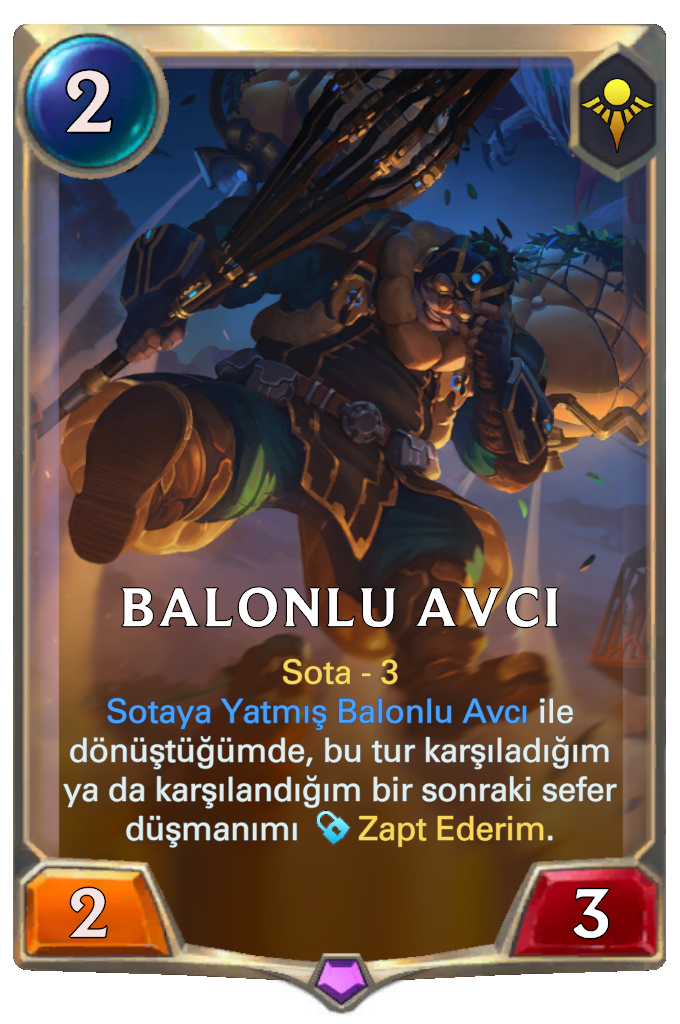 2
BALONLU AVCI
Sota - 3
Sotaya Yatmış Balonlu Avcı ile
dönüştüğümde, bu tur karşıladığım
ya da karşılandığım bir sonraki sefer
düşmanımı Zapt Ederim.
2
3